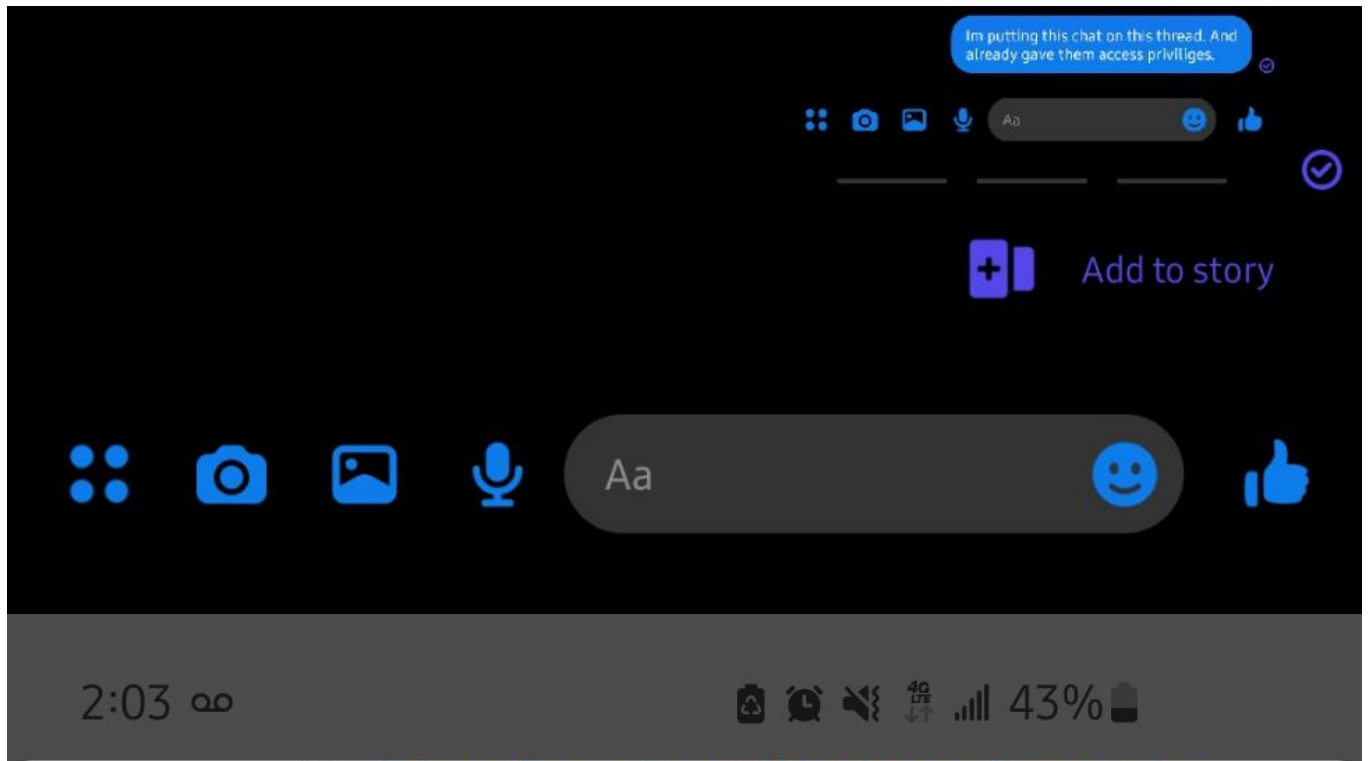 Im putting this chat on this thread. And
already gave them access priviliges.
Aa
Add to story
Aa
2:03 4G LTE 43%